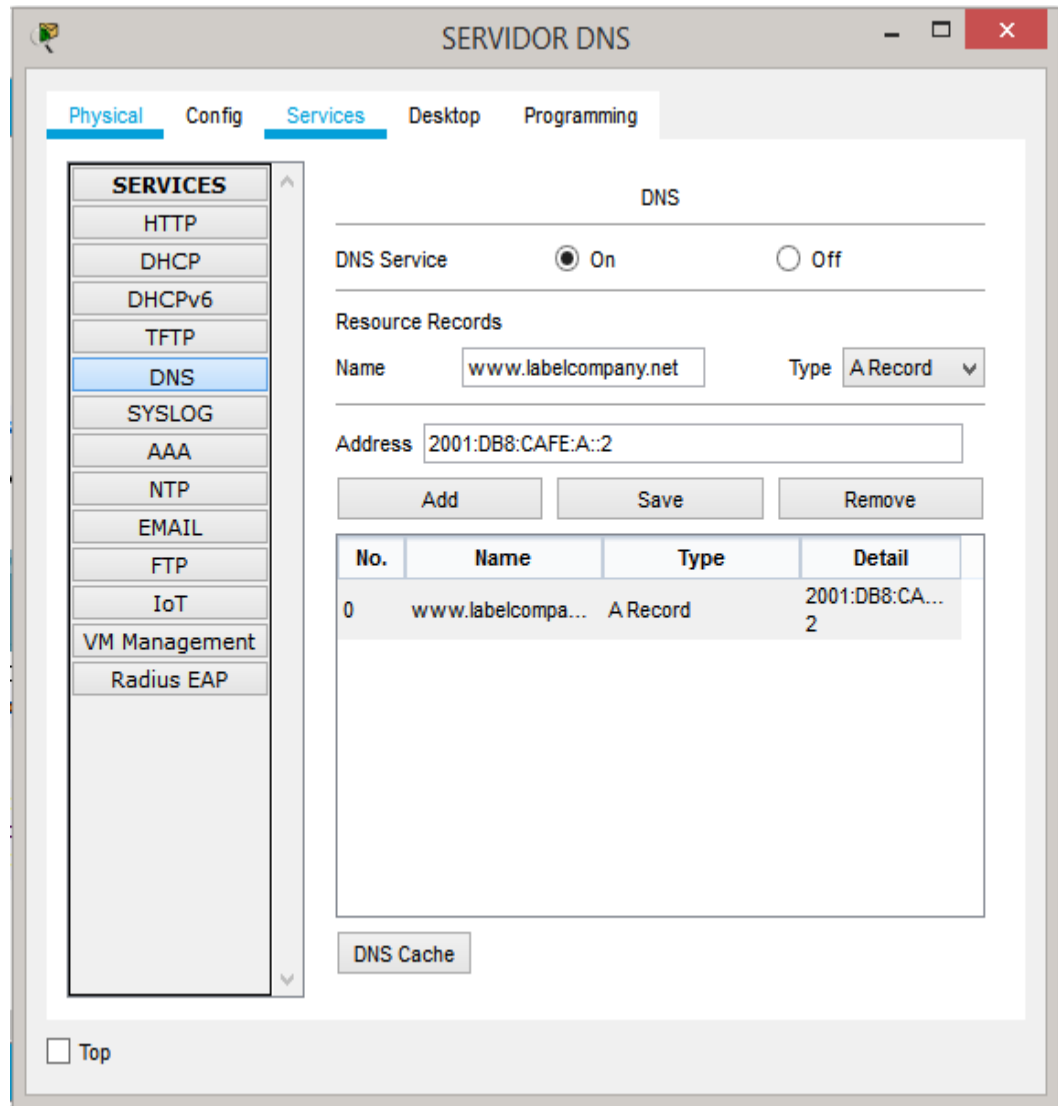 SERVIDOR DNS
Physical Config Services Desktop Programming
SERVICES
HTTP
DHCP
DHCPv6
TFTP
DNS
SYSLOG
AAA
NTP
EMAIL
FTP
IoT
VM Management
Radius EAP
DNS
DNS Service On Off
Resource Records
Name www.labelcompany.net Type A Record
Address 2001:DB8:CAFE:A::2
Add Save Remove
No. Name Type Detail
0 www.labelcompa... A Record 2001:DB8:CA...
2
DNS Cache
Top